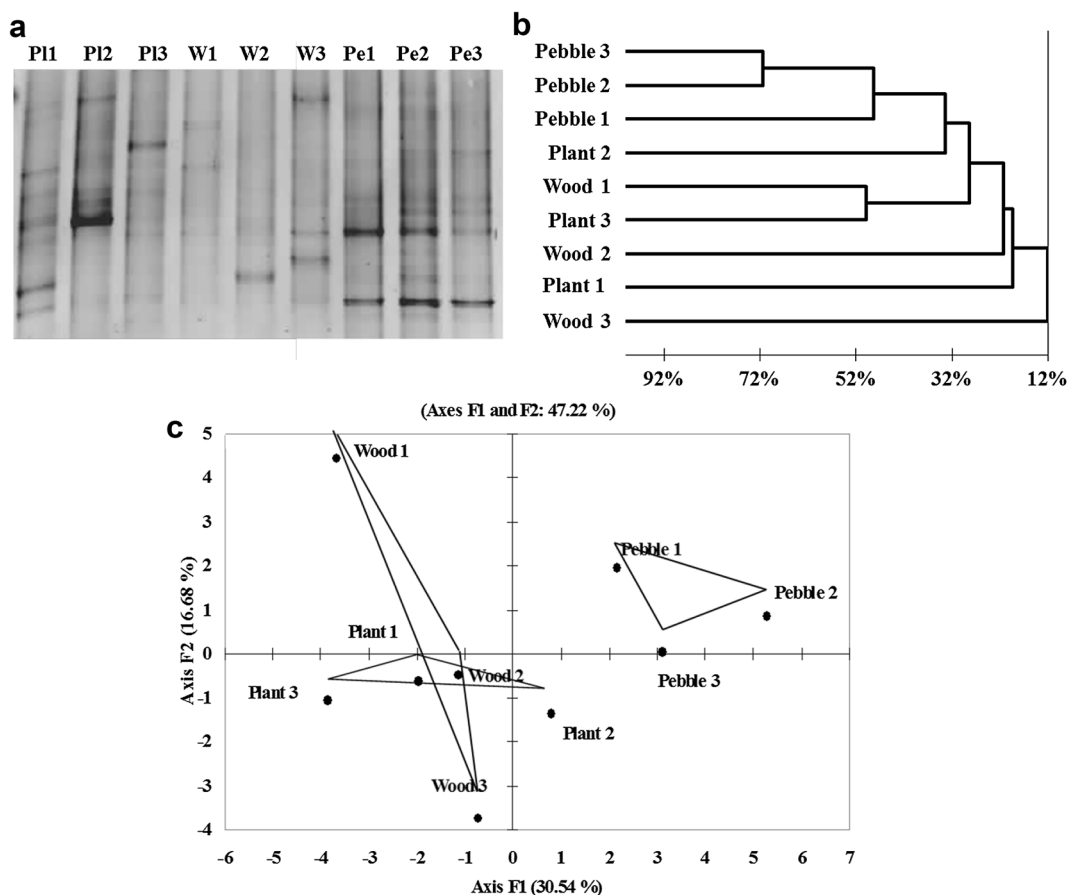 a
Pl1 Pl2 Pl3 W1 W2 W3 Pe1 Pe2 Pe3
b
Pebble 3
Pebble 2
Pebble 1
Plant 2
Wood 1
Plant 3
Wood 2
Plant 1
Wood 3
92% 72% 52% 32% 12%
c
(Axes F1 and F2: 47.22 %)
Axis F2 (16.68 %)
5
4
3
2
1
0
-1
-2
-3
-4
Wood 1
Pebble 1
Pebble 2
Plant 1
Wood 2
Pebble 3
Plant 3
Plant 2
Wood 3
-6 -5 -4 -3 -2 -1 0 1 2 3 4 5 6 7
Axis F1 (30.54 %)